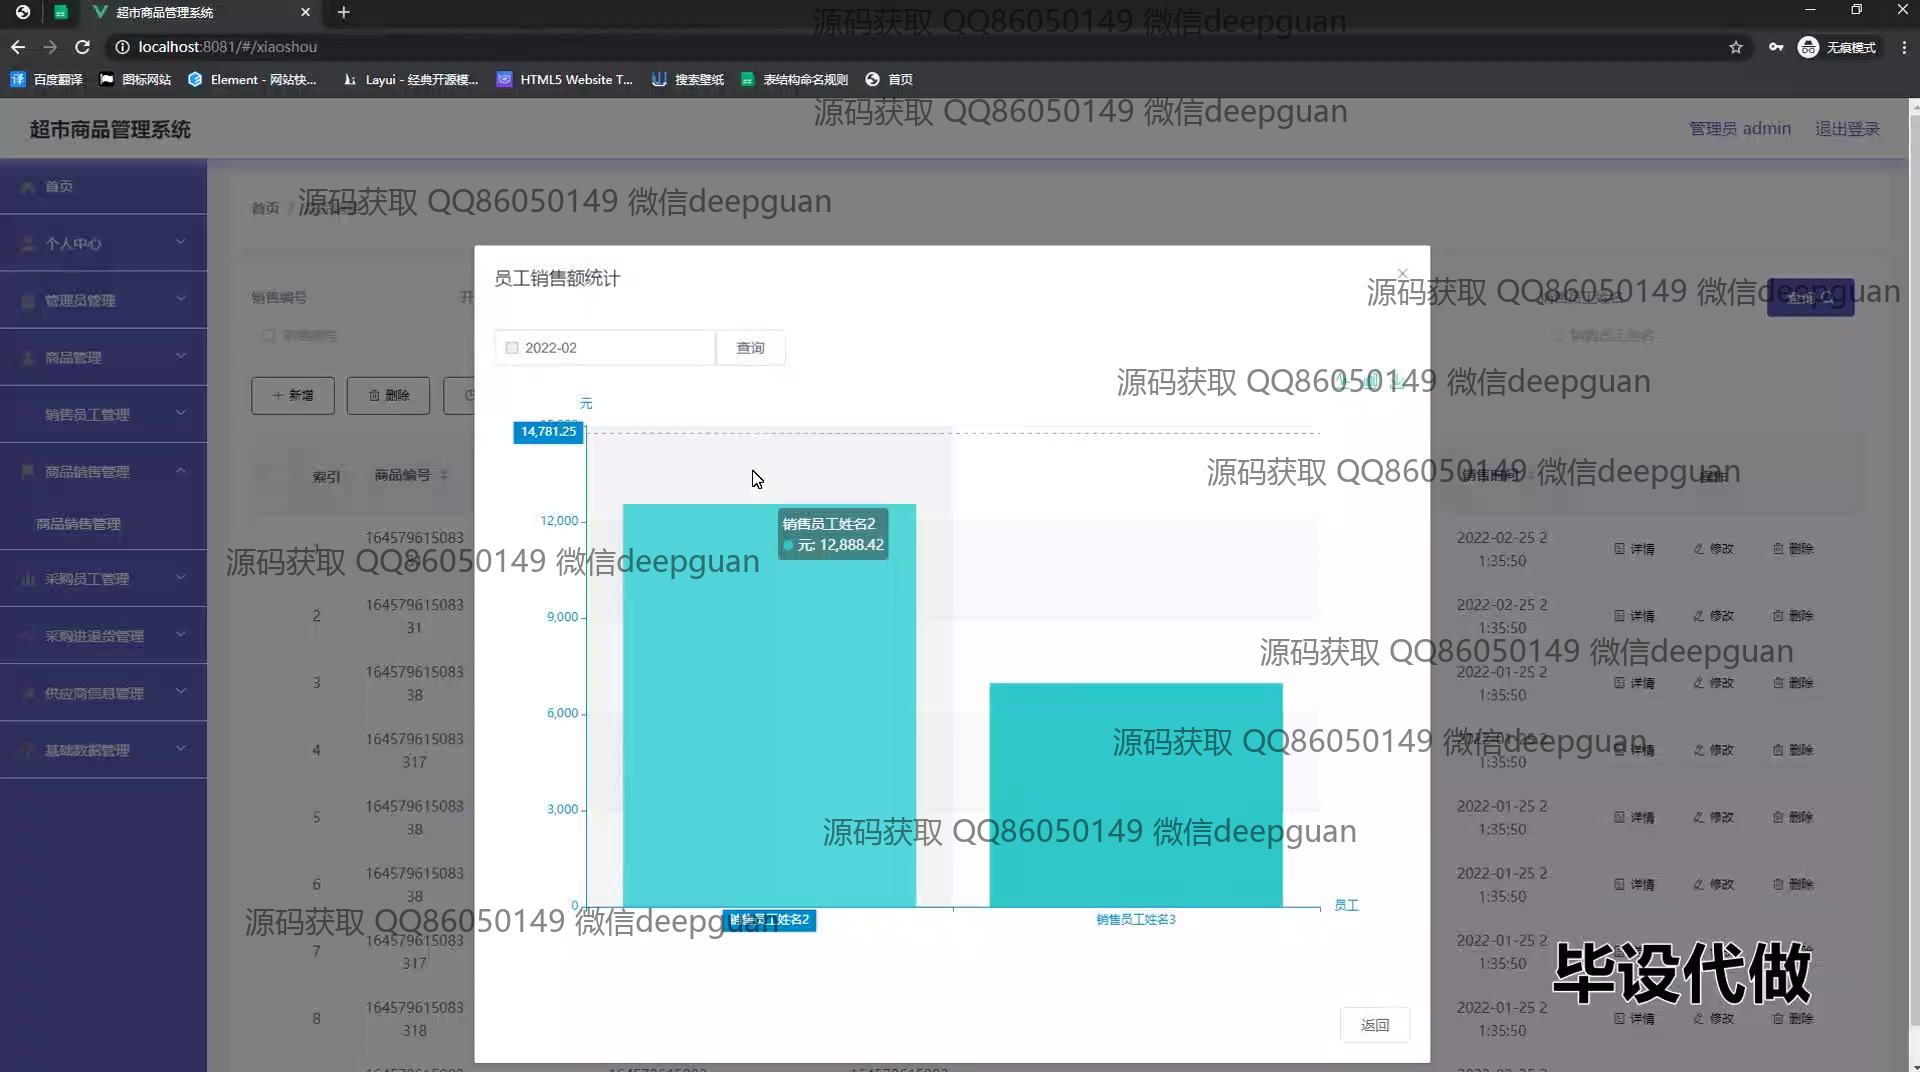 超市商品管理系统
源码获取 QQ86050149 微信deepguan
localhost:8081/#/xiaoshou
无痕模式
百度翻译 图标网站 Element - 网站快... Layui - 经典开源模... HTML5 Website T... 搜索壁纸 表结构命名规则 首页
源码获取 QQ86050149 微信deepguan
超市商品管理系统
管理员 admin 退出登录
首页
个人中心
管理员管理
商品管理
销售员工管理
商品销售管理
商品销售管理
采购员工管理
采购进退货管理
供应商信息管理
基础数据管理
首页 /
源码获取 QQ86050149 微信deepguan
销售编号
开
查询
源码获取 QQ86050149 微信deepguan
新增 删除
索引 商品编号 销售时间 操作
员工销售额统计
2022-02 查询
源码获取 QQ86050149 微信deepguan
元
14,781.25
12,000
9,000
6,000
3,000
0
销售员工姓名2
元: 12,888.42
销售员工姓名2
销售员工姓名3
员工
返回
源码获取 QQ86050149 微信deepguan
源码获取 QQ86050149 微信deepguan
源码获取 QQ86050149 微信deepguan
源码获取 QQ86050149 微信deepguan
源码获取 QQ86050149 微信deepguan
源码获取 QQ86050149 微信deepguan
164579615083
2022-02-25 2
1:35:50
详情 修改 删除
2
164579615083
31
2022-02-25 2
1:35:50
详情 修改 删除
3
164579615083
38
2022-01-25 2
1:35:50
详情 修改 删除
4
164579615083
317
2022-01-25 2
1:35:50
详情 修改 删除
5
164579615083
38
2022-01-25 2
1:35:50
详情 修改 删除
6
164579615083
38
2022-01-25 2
1:35:50
详情 修改 删除
7
164579615083
317
2022-01-25 2
1:35:50
毕设代做
8
164579615083
318
2022-01-25 2
1:35:50
详情 修改 删除